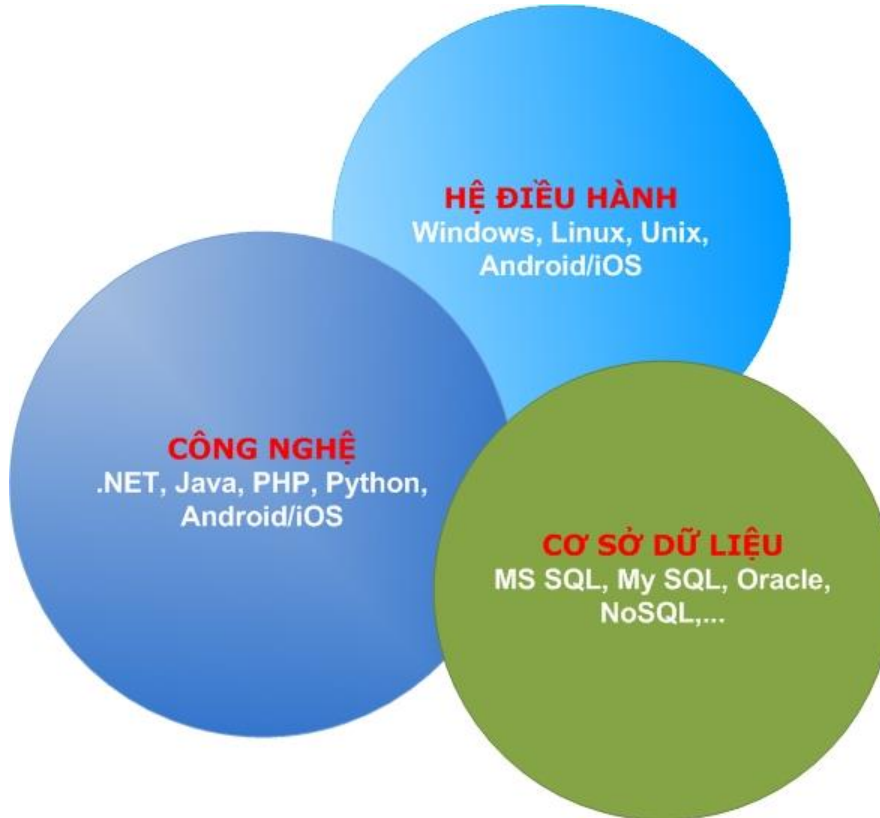 HỆ ĐIỀU HÀNH
Windows, Linux, Unix,
Android/iOS
CÔNG NGHỆ
.NET, Java, PHP, Python,
Android/iOS
CƠ SỞ DỮ LIỆU
MS SQL, My SQL, Oracle,
NoSQL,...